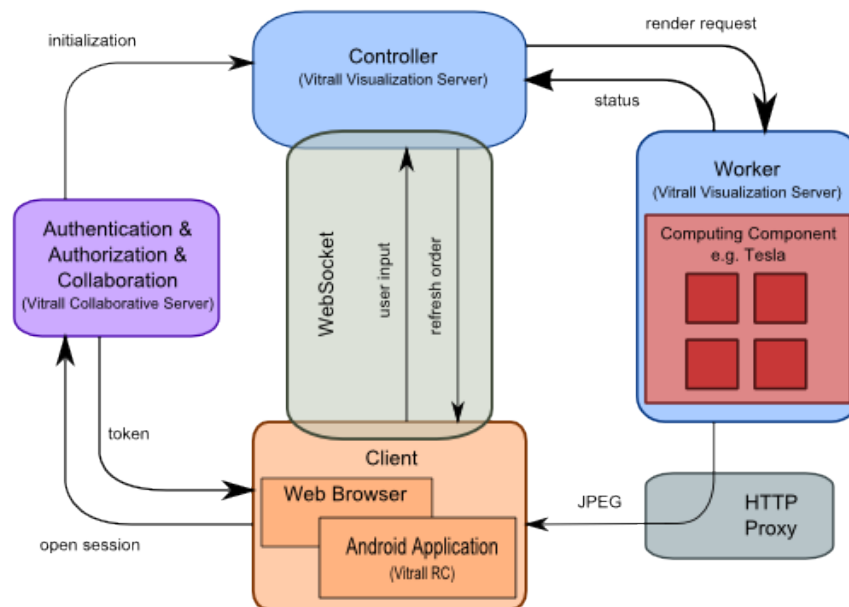 initialization
Controller
(Vitrall Visualization Server)
render request
status
Worker
(Vitrall Visualization Server)
Computing Component
e.g. Tesla
Authentication &
Authorization &
Collaboration
(Vitrall Collaborative Server)
WebSocket
user input
refresh order
token
open session
Client
Web Browser
Android Application
(Vitrall RC)
JPEG
HTTP
Proxy